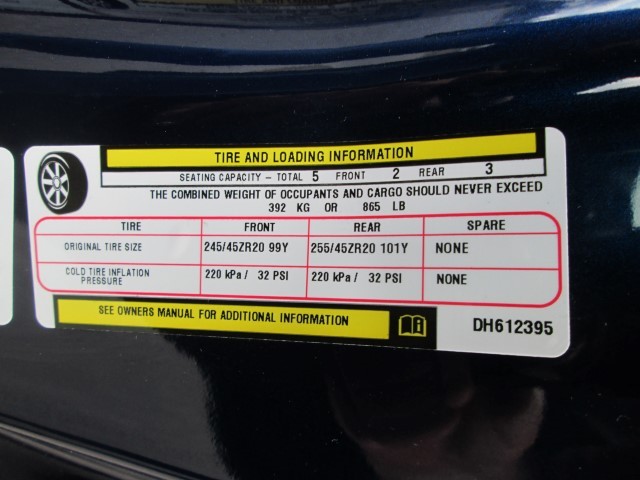 TIRE AND LOADING INFORMATION
SEATING CAPACITY - TOTAL 5 FRONT 2 REAR 3
THE COMBINED WEIGHT OF OCCUPANTS AND CARGO SHOULD NEVER EXCEED
392 KG OR 865 LB
TIRE FRONT REAR SPARE
ORIGINAL TIRE SIZE 245/45ZR20 99Y 255/45ZR20 101Y NONE
COLD TIRE INFLATION
PRESSURE 220 kPa / 32 PSI 220 kPa / 32 PSI NONE
SEE OWNERS MANUAL FOR ADDITIONAL INFORMATION
DH612395